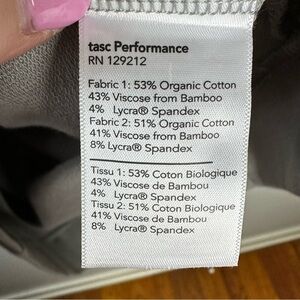 tasc Performance
RN 129212
Fabric 1: 53% Organic Cotton
43% Viscose from Bamboo
4% Lycra® Spandex
Fabric 2: 51% Organic Cotton
41% Viscose from Bamboo
8% Lycra® Spandex
Tissu 1: 53% Coton Biologique
43% Viscose de Bambou
4% Lycra® Spandex
Tissu 2: 51% Coton Biologique
41% Viscose de Bambou
8% Lycra® Spandex